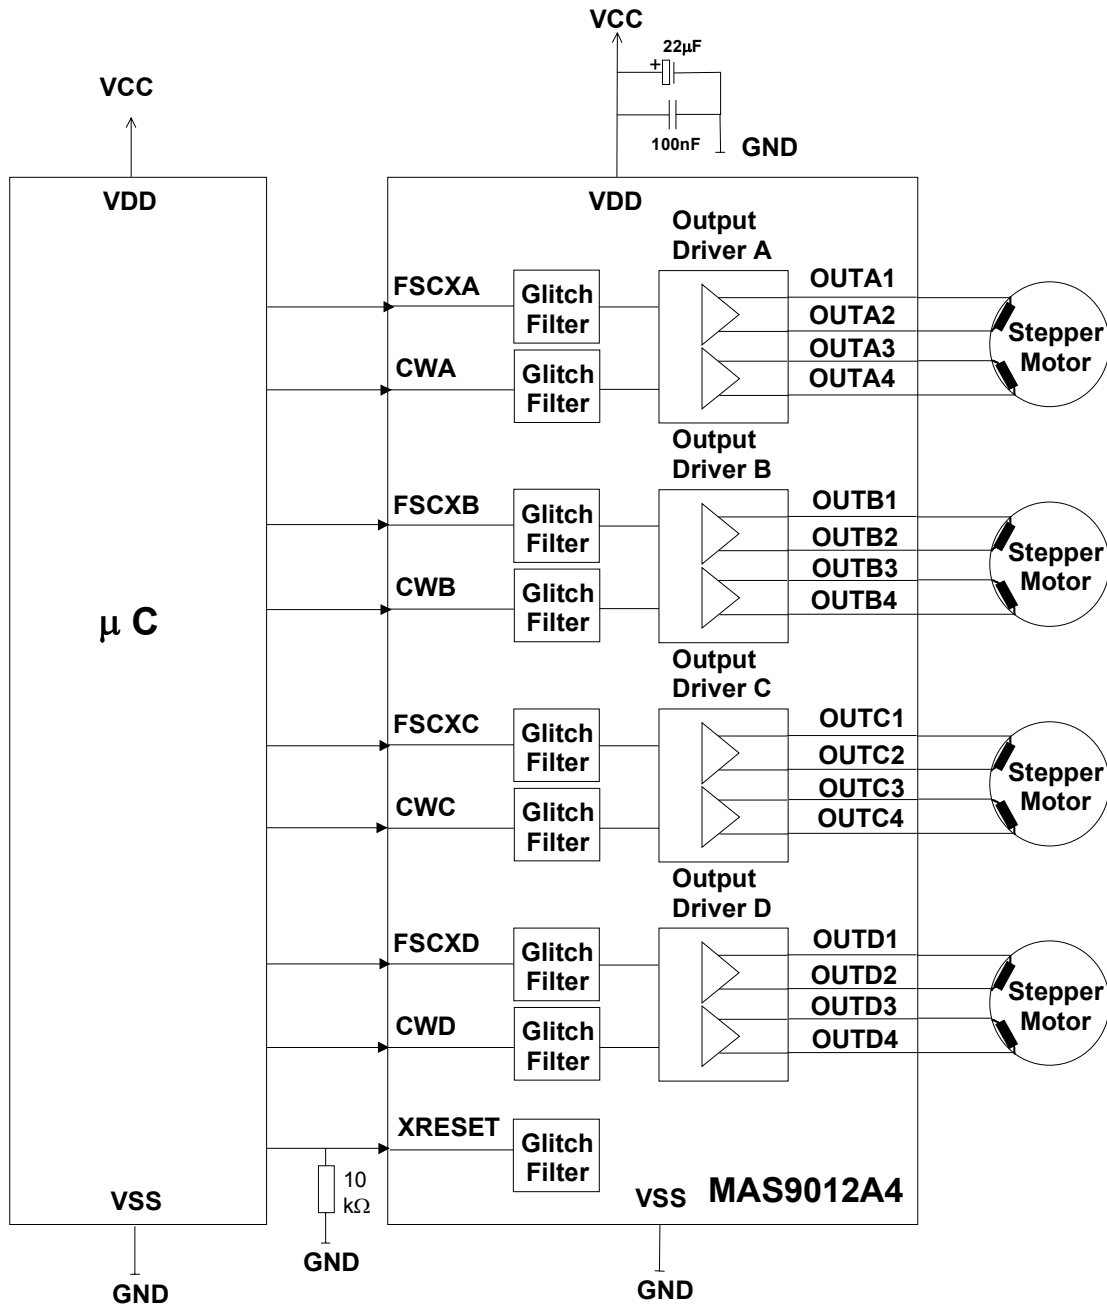 VCC
22μF
+
VCC
100nF
GND
VDD
VDD
Output
Driver A
FSCXA
Glitch
Filter
OUTA1
OUTA2
OUTA3
OUTA4
Stepper
Motor
CWA
Glitch
Filter
Output
Driver B
FSCXB
Glitch
Filter
OUTB1
OUTB2
OUTB3
OUTB4
Stepper
Motor
CWB
Glitch
Filter
μ C
Output
Driver C
FSCXC
Glitch
Filter
OUTC1
OUTC2
OUTC3
OUTC4
Stepper
Motor
CWC
Glitch
Filter
Output
Driver D
FSCXD
Glitch
Filter
OUTD1
OUTD2
OUTD3
OUTD4
Stepper
Motor
CWD
Glitch
Filter
XRESET
Glitch
Filter
10
kΩ
VSS
VSS
MAS9012A4
GND
GND
GND